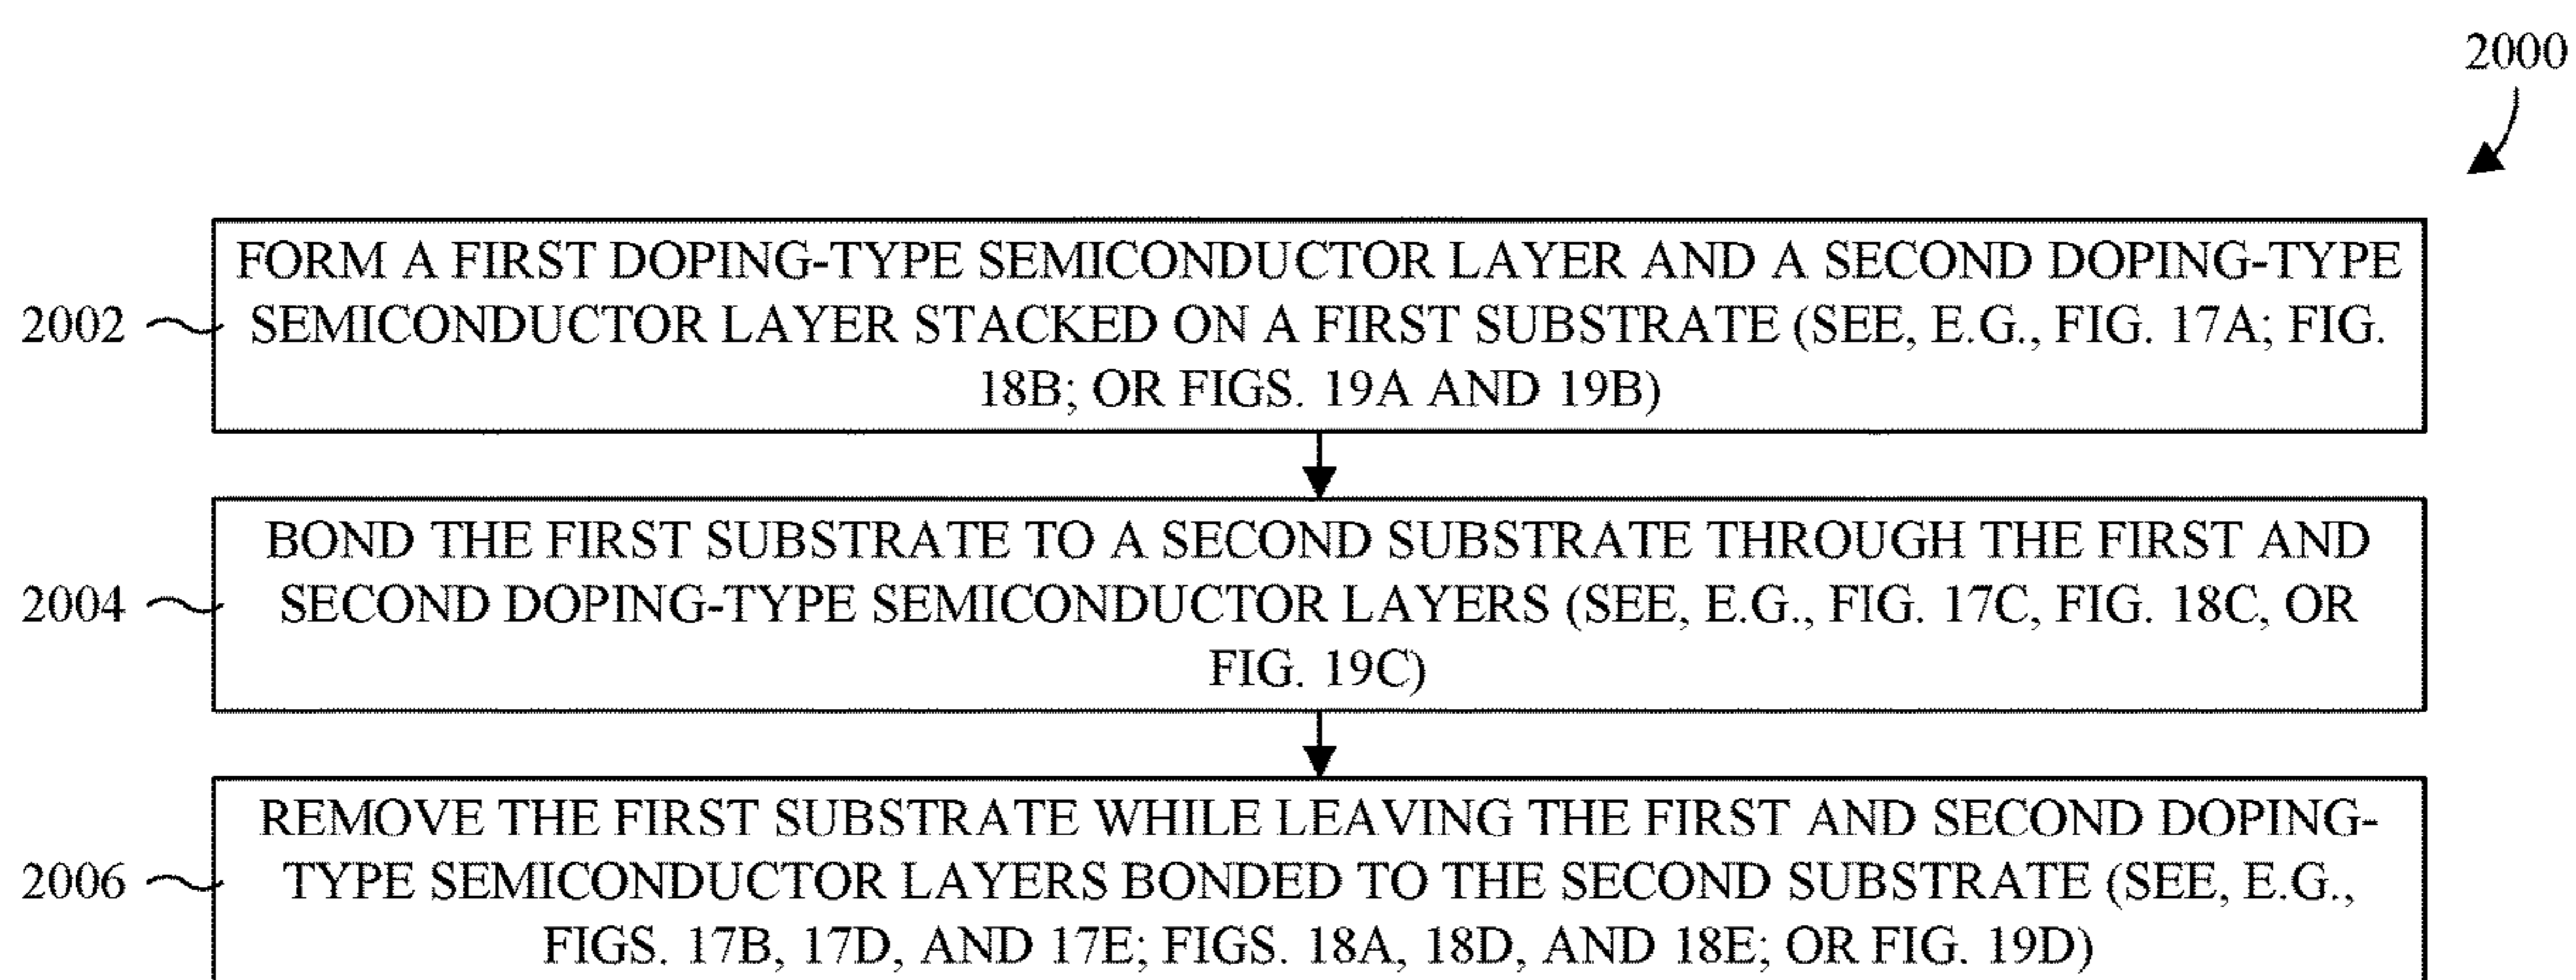 2000
FORM A FIRST DOPING-TYPE SEMICONDUCTOR LAYER AND A SECOND DOPING-TYPE
2002 SEMICONDUCTOR LAYER STACKED ON A FIRST SUBSTRATE (SEE, E.G., FIG. 17A; FIG.
18B; OR FIGS. 19A AND 19B)
BOND THE FIRST SUBSTRATE TO A SECOND SUBSTRATE THROUGH THE FIRST AND
2004 SECOND DOPING-TYPE SEMICONDUCTOR LAYERS (SEE, E.G., FIG. 17C, FIG. 18C, OR
FIG. 19C)
REMOVE THE FIRST SUBSTRATE WHILE LEAVING THE FIRST AND SECOND DOPING-
2006 TYPE SEMICONDUCTOR LAYERS BONDED TO THE SECOND SUBSTRATE (SEE, E.G.,
FIGS. 17B, 17D, AND 17E; FIGS. 18A, 18D, AND 18E; OR FIG. 19D)